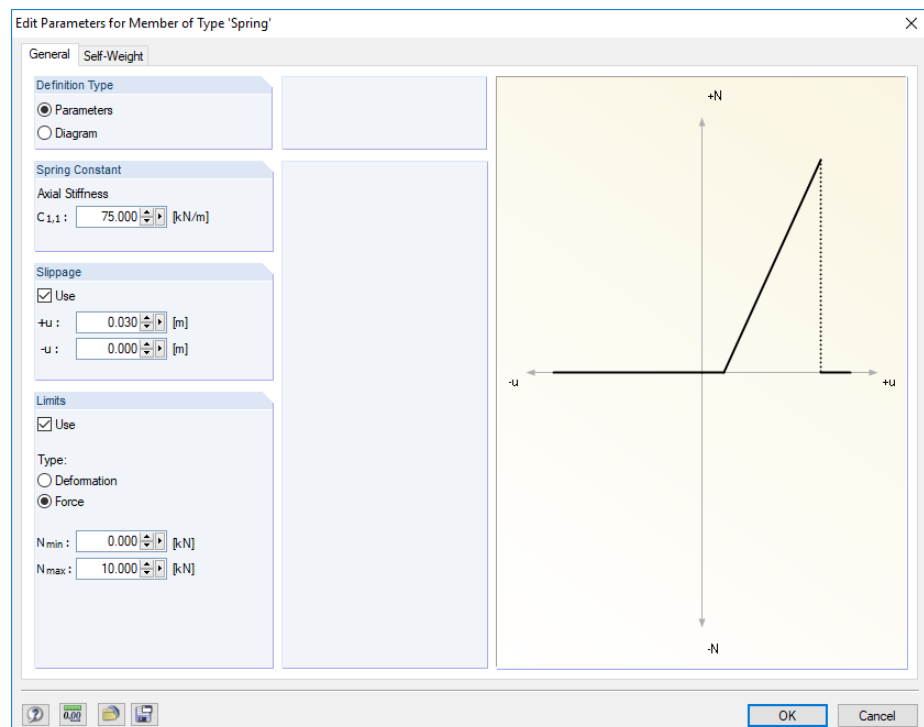 Edit Parameters for Member of Type 'Spring'
General Self-Weight
Definition Type
Parameters
Diagram
Spring Constant
Axial Stiffness
C1,1 : 75.000 [kN/m]
Slippage
Use
+u : 0.030 [m]
-u : 0.000 [m]
Limits
Use
Type:
Deformation
Force
Nmin : 0.000 [kN]
Nmax : 10.000 [kN]
+N
-u
+u
-N
0.00
OK Cancel